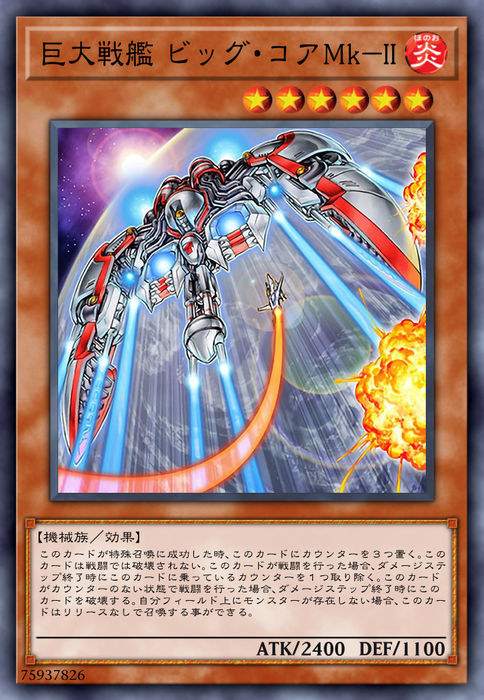 巨大戦艦 ビッグ・コアMk－II
ほのお
炎
【機械族／効果】
このカードが特殊召喚に成功した時、このカードにカウンターを３つ置く。この
カードは戦闘では破壊されない。このカードが戦闘を行った場合、ダメージステ
ップ終了時にこのカードに乗っているカウンターを１つ取り除く。このカード
がカウンターのない状態で戦闘を行った場合、ダメージステップ終了時にこの
カードを破壊する。自分フィールド上にモンスターが存在しない場合、このカー
ドはリリースなしで召喚する事ができる。
ATK/2400 DEF/1100
75937826